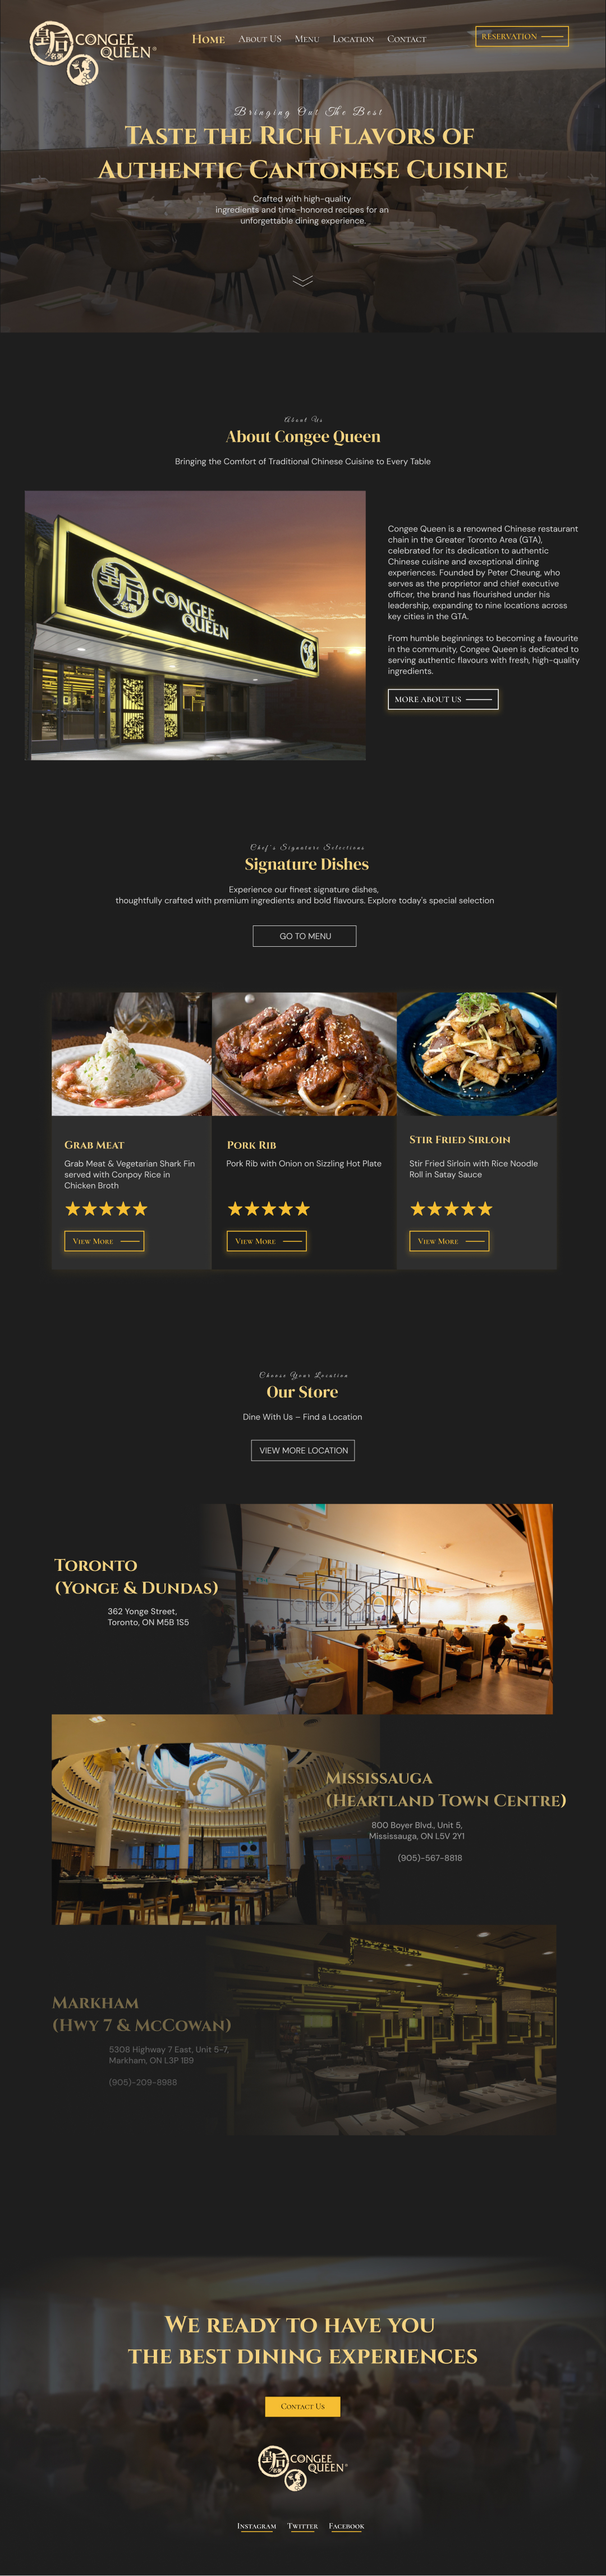 皇后
名粥
CONGEE
QUEEN®
Home
About US
Menu
Location
Contact
RESERVATION
Bringing Out The Best
Taste the Rich Flavors of
Authentic Cantonese Cuisine
Crafted with high-quality
ingredients and time-honored recipes for an
unforgettable dining experience.
About Us
About Congee Queen
Bringing the Comfort of Traditional Chinese Cuisine to Every Table
皇后
名粥
CONGEE
QUEEN
Congee Queen is a renowned Chinese restaurant
chain in the Greater Toronto Area (GTA),
celebrated for its dedication to authentic
Chinese cuisine and exceptional dining
experiences. Founded by Peter Cheung, who
serves as the proprietor and chief executive
officer, the brand has flourished under his
leadership, expanding to nine locations across
key cities in the GTA.
From humble beginnings to becoming a favourite
in the community, Congee Queen is dedicated to
serving authentic flavours with fresh, high-quality
ingredients.
MORE ABOUT US
Chef's Signature Selections
Signature Dishes
Experience our finest signature dishes,
thoughtfully crafted with premium ingredients and bold flavours. Explore today's special selection
GO TO MENU
Grab Meat
Grab Meat & Vegetarian Shark Fin
served with Conpoy Rice in
Chicken Broth
View More
Pork Rib
Pork Rib with Onion on Sizzling Hot Plate
View More
Stir Fried Sirloin
Stir Fried Sirloin with Rice Noodle
Roll in Satay Sauce
View More
Choose Your Location
Our Store
Dine With Us – Find a Location
VIEW MORE LOCATION
Toronto
(Yonge & Dundas)
362 Yonge Street,
Toronto, ON M5B 1S5
Mississauga
(Heartland Town Centre)
800 Boyer Blvd., Unit 5,
Mississauga, ON L5V 2Y1
(905)-567-8818
Markham
(Hwy 7 & McCowan)
5308 Highway 7 East, Unit 5-7,
Markham, ON L3P 1B9
(905)-209-8988
We ready to have you
the best dining experiences
Contact Us
皇后
名粥
CONGEE
QUEEN®
Instagram
Twitter
Facebook